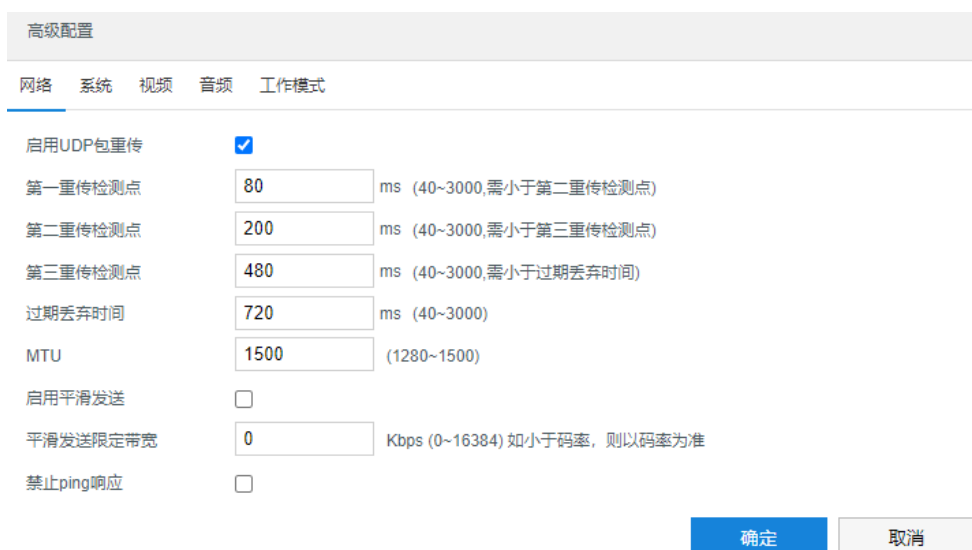 高级配置
网络 系统 视频 音频 工作模式
启用UDP包重传
第一重传检测点 80 ms (40~3000,需小于第二重传检测点)
第二重传检测点 200 ms (40~3000,需小于第三重传检测点)
第三重传检测点 480 ms (40~3000,需小于过期丢弃时间)
过期丢弃时间 720 ms (40~3000)
MTU 1500 (1280~1500)
启用平滑发送
平滑发送限定带宽 0 Kbps (0~16384) 如小于码率，则以码率为准
禁止ping响应
确定 取消